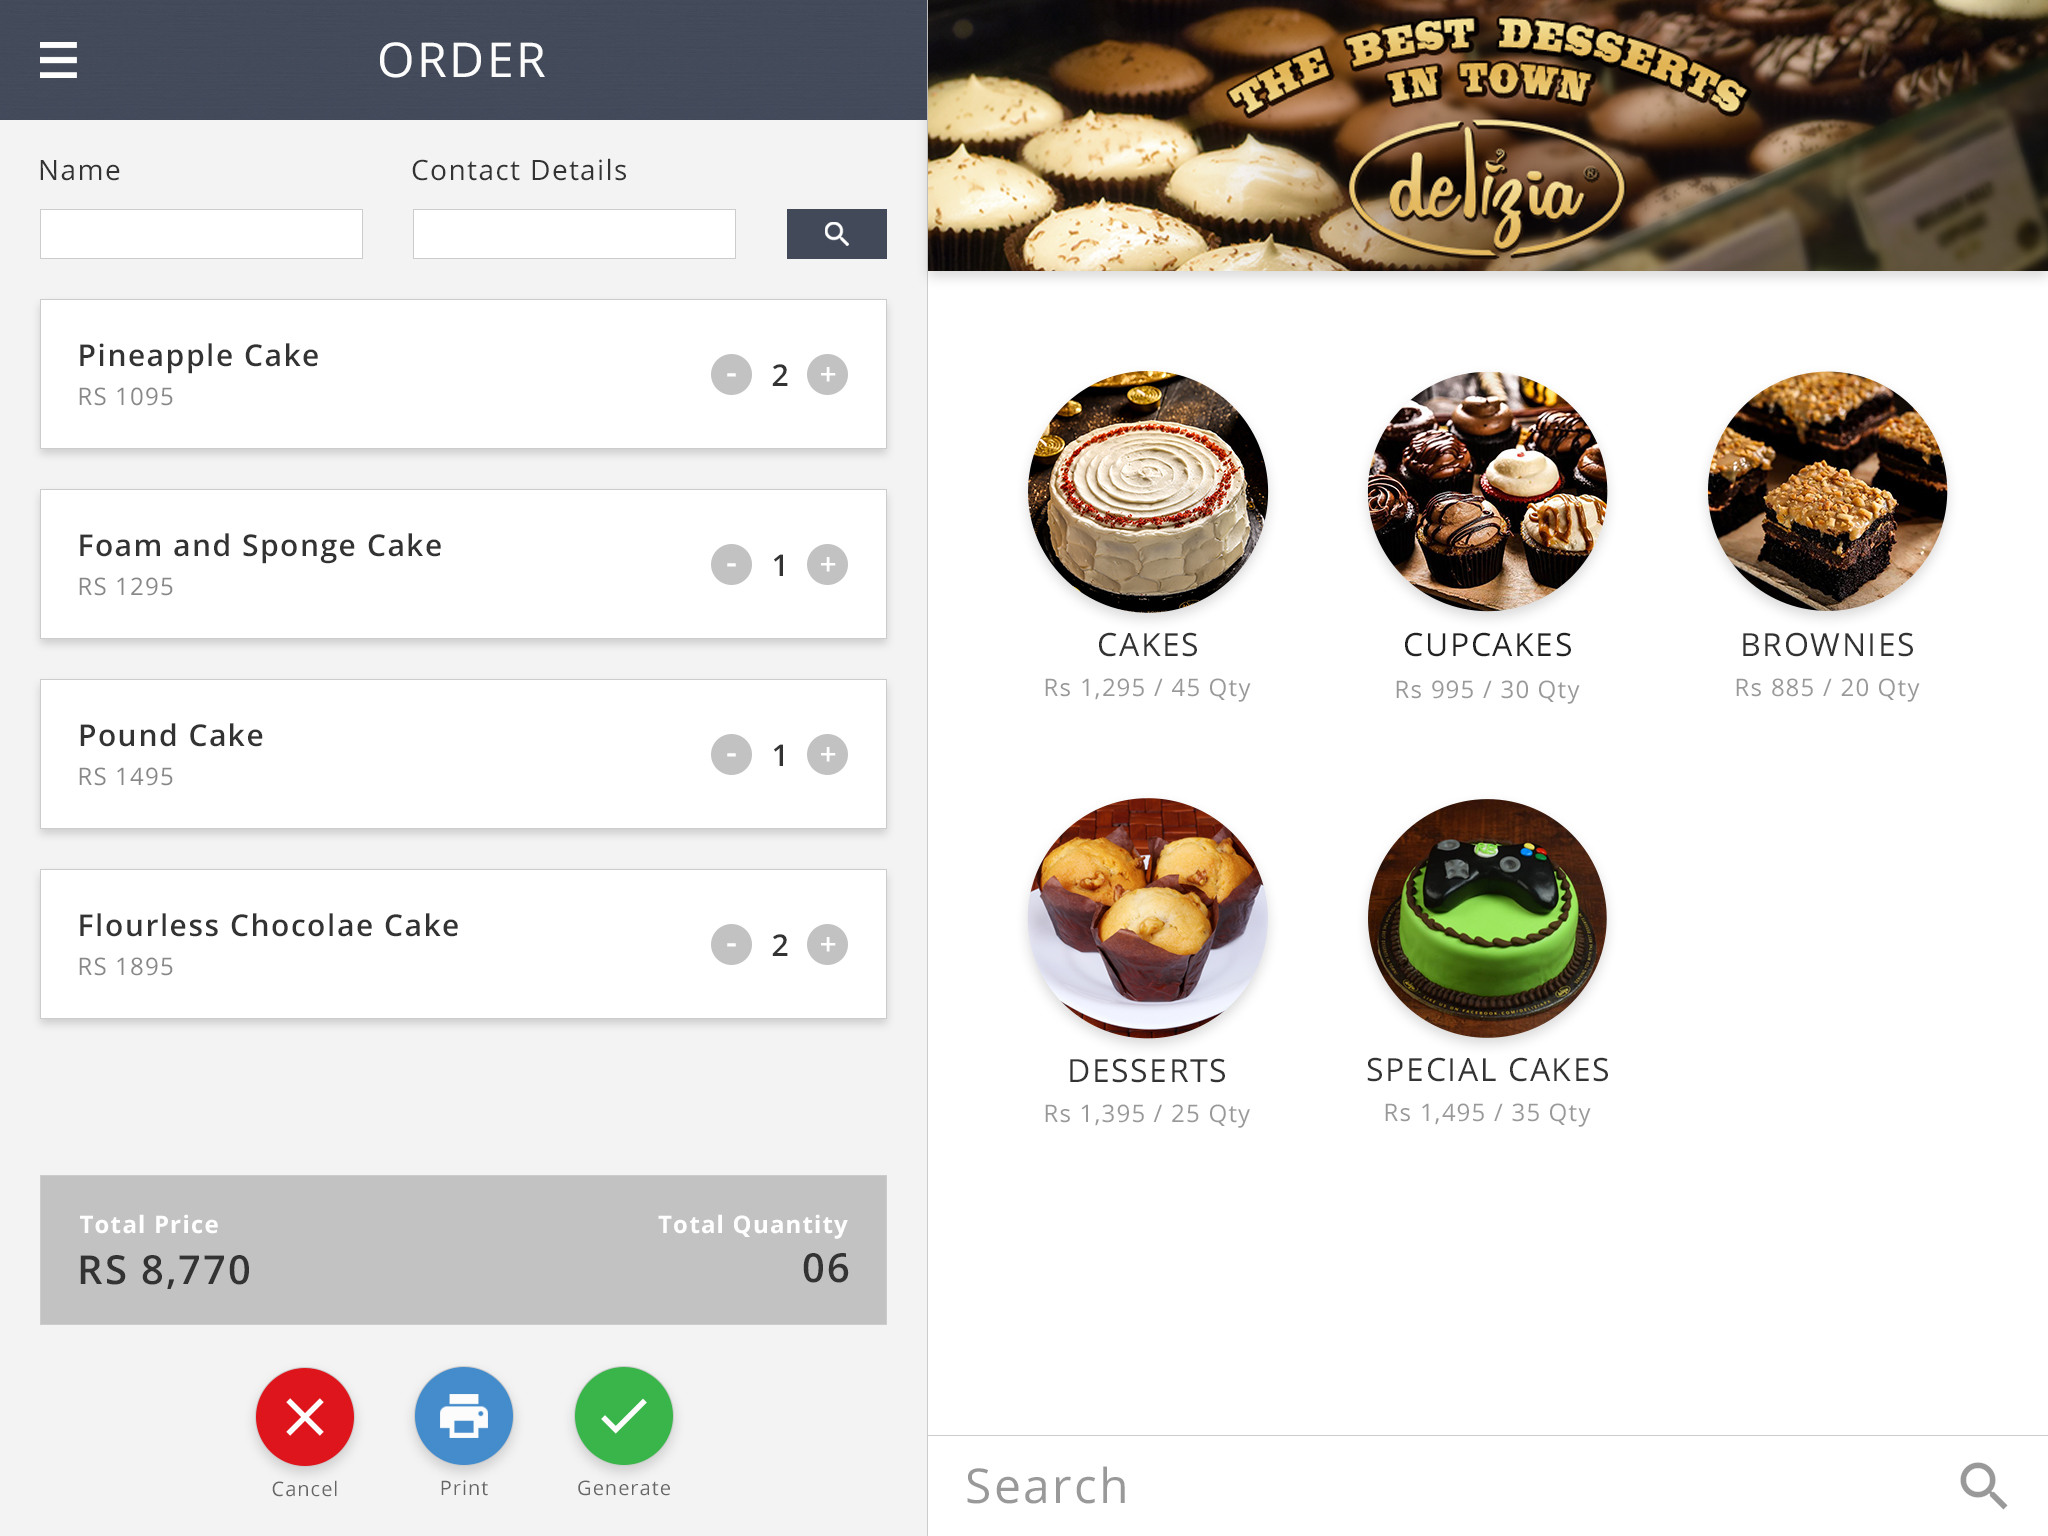 ORDER
Name
Contact Details
Pineapple Cake
RS 1095
- 2 +
Foam and Sponge Cake
RS 1295
- 1 +
Pound Cake
RS 1495
- 1 +
Flourless Chocolae Cake
RS 1895
- 2 +
Total Price
RS 8,770
Total Quantity
06
Cancel
Print
Generate
THE BEST DESSERTS
IN TOWN
delizia®
CAKES
Rs 1,295 / 45 Qty
CUPCAKES
Rs 995 / 30 Qty
BROWNIES
Rs 885 / 20 Qty
DESSERTS
Rs 1,395 / 25 Qty
SPECIAL CAKES
Rs 1,495 / 35 Qty
Search